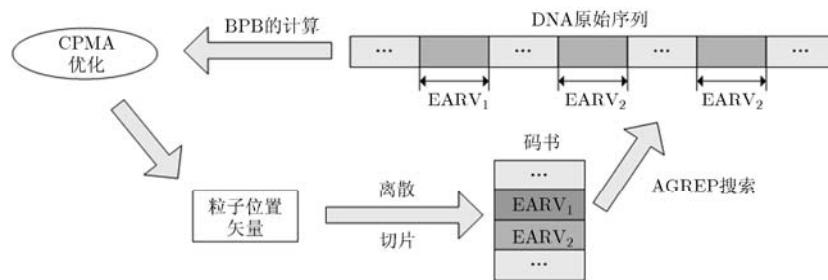 BPB的计算
DNA原始序列
CPMA
优化
... ... ... ...
EARV₁ EARV₂ EARV₂
码书
...
EARV₁
EARV₂
...
AGREP搜索
离散
切片
粒子位置
矢量